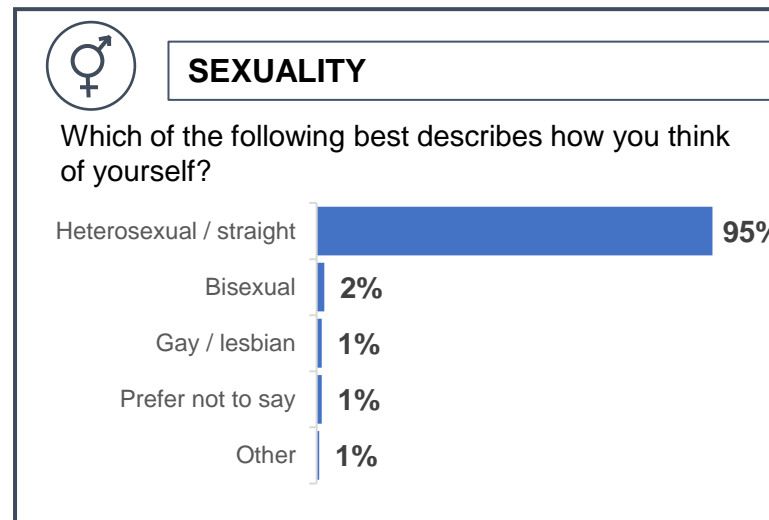 SEXUALITY
Which of the following best describes how you think
of yourself?
Heterosexual / straight 95%
Bisexual 2%
Gay / lesbian 1%
Prefer not to say 1%
Other 1%